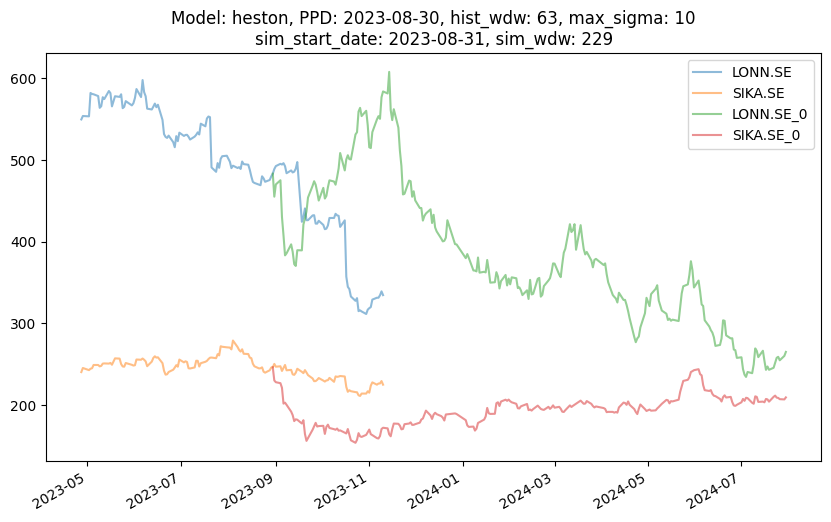 Model: heston, PPD: 2023-08-30, hist_wdw: 63, max_sigma: 10
sim_start_date: 2023-08-31, sim_wdw: 229
LONN.SE
SIKA.SE
LONN.SE_0
SIKA.SE_0
600
500
400
300
200
2023-05
2023-07
2023-09
2023-11
2024-01
2024-03
2024-05
2024-07